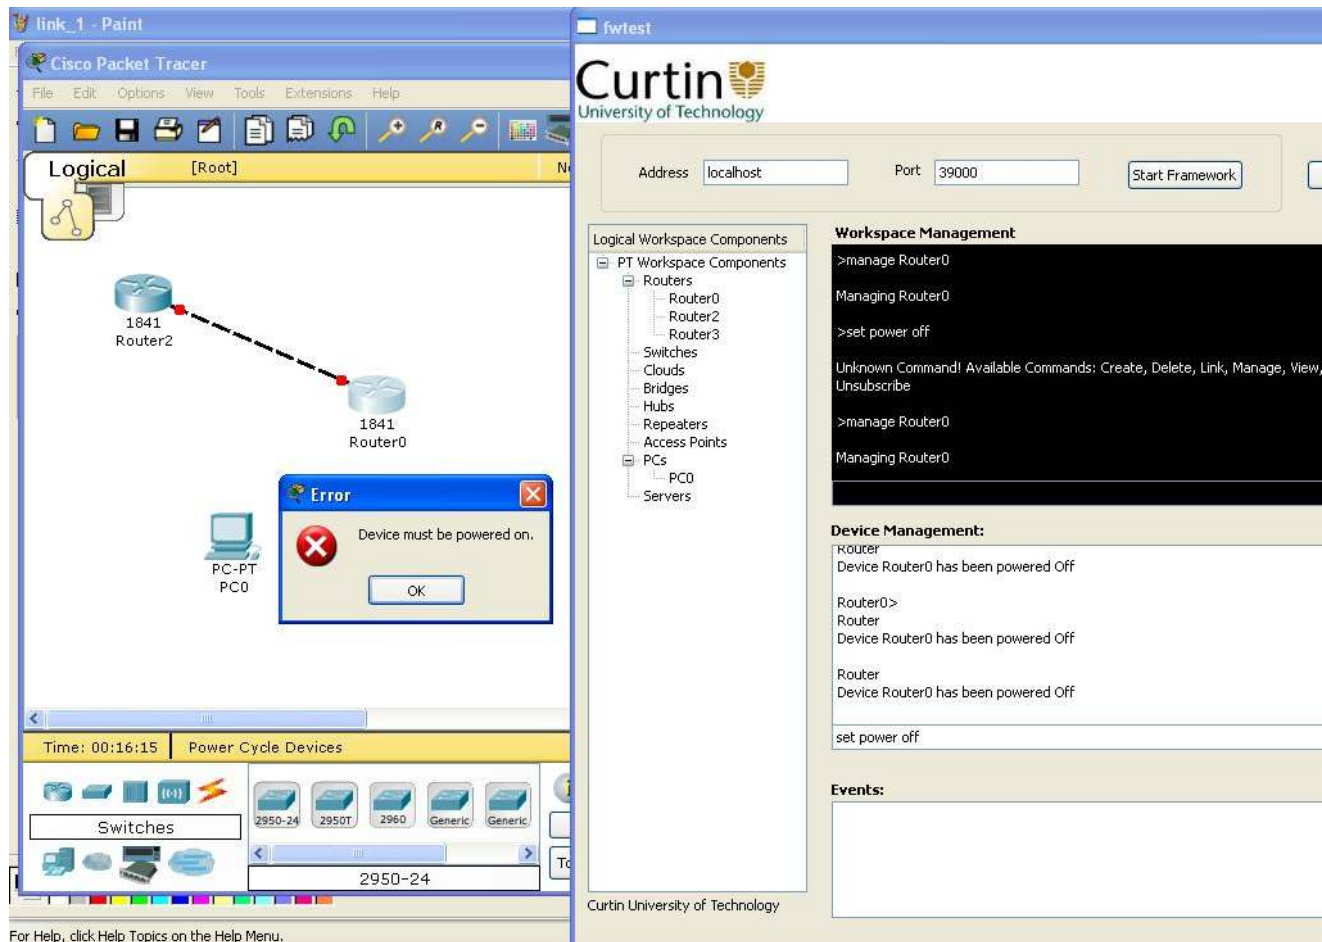 link_1 - Paint
Cisco Packet Tracer
File Edit Options View Tools Extensions Help
Logical [Root]
1841
Router2
1841
Router0
Error
Device must be powered on.
OK
PC-PT
PC0
Time: 00:16:15 Power Cycle Devices
Switches
2950-24 2950T 2960 Generic Generic
2950-24
For Help, click Help Topics on the Help Menu.
fwtest
Curtin
University of Technology
Address localhost Port 39000 Start Framework
Logical Workspace Components
PT Workspace Components
Routers
Router0
Router2
Router3
Switches
Clouds
Bridges
Hubs
Repeaters
Access Points
PCs
PC0
Servers
Curtin University of Technology
Workspace Management
>manage Router0
Managing Router0
>set power off
Unknown Command! Available Commands: Create, Delete, Link, Manage, View,
Unsubscribe
>manage Router0
Managing Router0
Device Management:
Router
Device Router0 has been powered Off
Router0>
Router
Device Router0 has been powered Off
Router
Device Router0 has been powered Off
set power off
Events: